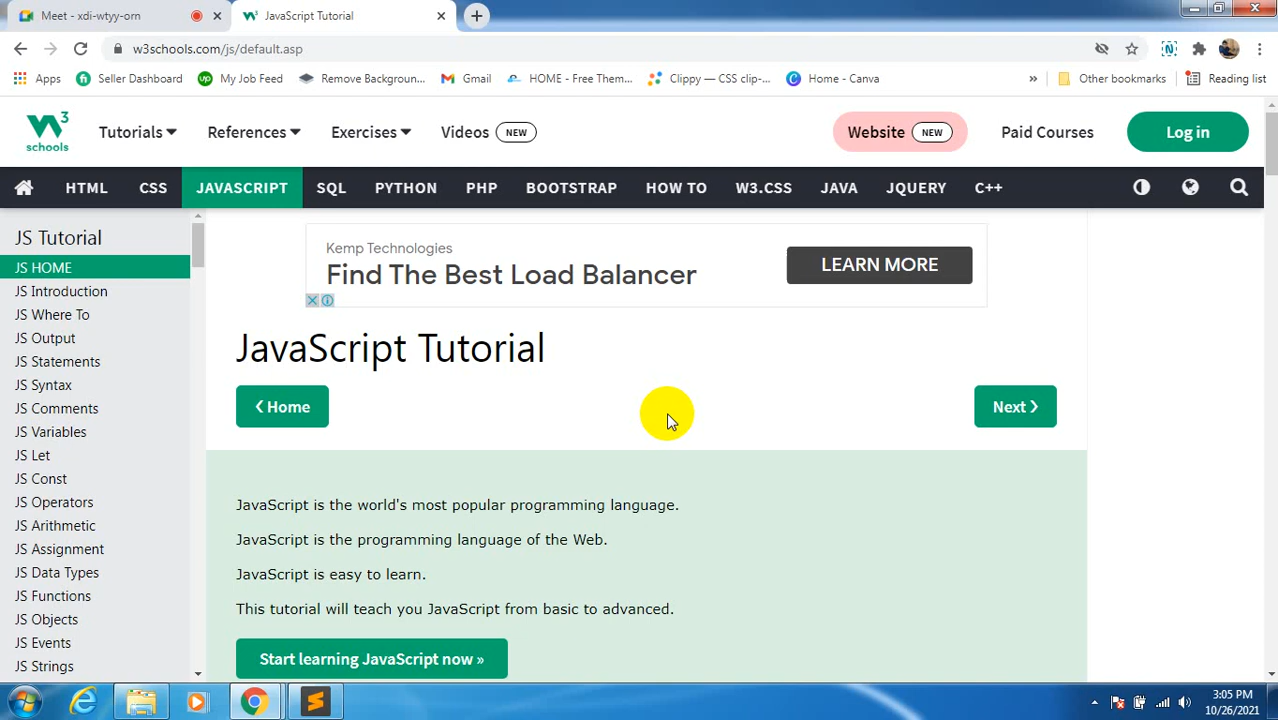 Meet - xdi-wtyy-orn
JavaScript Tutorial
w3schools.com/js/default.asp
Apps
Seller Dashboard
My Job Feed
Remove Backgroun...
Gmail
HOME - Free Them...
Clippy — CSS clip-...
Home - Canva
»
Other bookmarks
Reading list
W3 schools
Tutorials
References
Exercises
Videos NEW
Website NEW
Paid Courses
Log in
HTML
CSS
JAVASCRIPT
SQL
PYTHON
PHP
BOOTSTRAP
HOW TO
W3.CSS
JAVA
JQUERY
C++
JS Tutorial
JS HOME
JS Introduction
JS Where To
JS Output
JS Statements
JS Syntax
JS Comments
JS Variables
JS Let
JS Const
JS Operators
JS Arithmetic
JS Assignment
JS Data Types
JS Functions
JS Objects
JS Events
JS Strings
Kemp Technologies
Find The Best Load Balancer
LEARN MORE
JavaScript Tutorial
❮ Home
Next ❯
JavaScript is the world's most popular programming language.
JavaScript is the programming language of the Web.
JavaScript is easy to learn.
This tutorial will teach you JavaScript from basic to advanced.
Start learning JavaScript now »
3:05 PM
10/26/2021